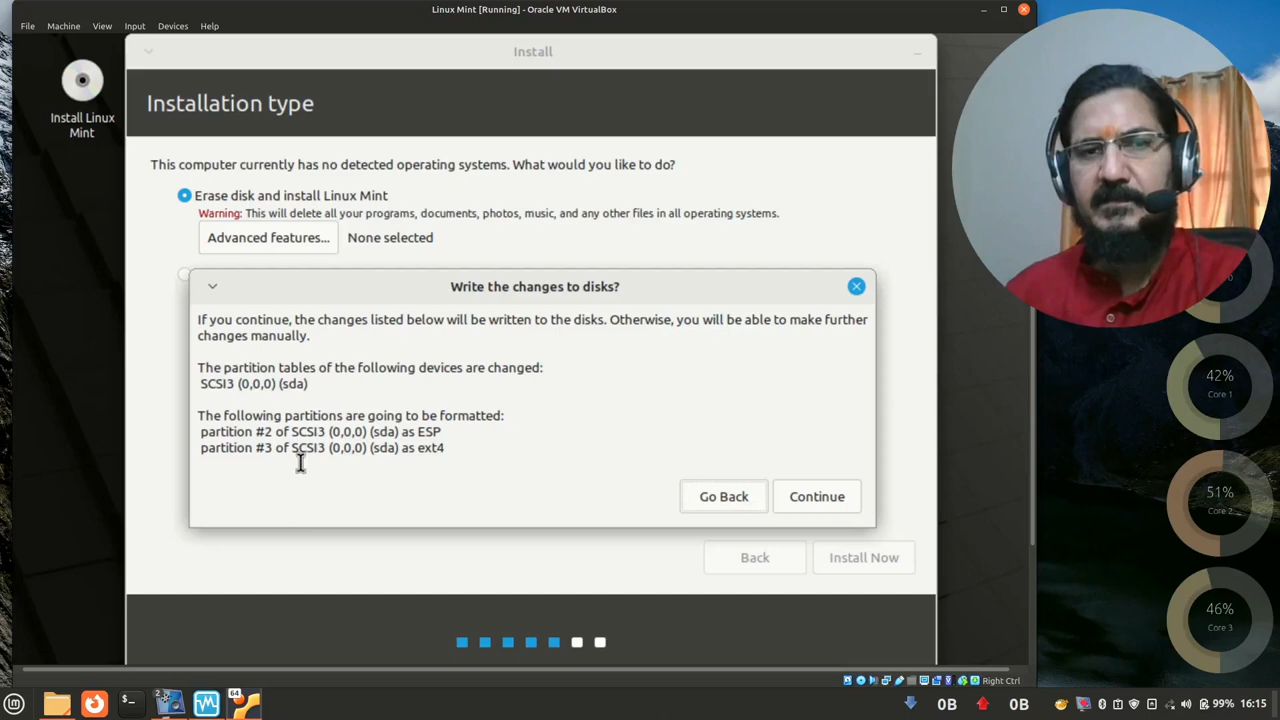 Linux Mint [Running] - Oracle VM VirtualBox
File Machine View Input Devices Help
Install
Install Linux
Mint
Installation type
This computer currently has no detected operating systems. What would you like to do?
Erase disk and install Linux Mint
Warning: This will delete all your programs, documents, photos, music, and any other files in all operating systems.
Advanced features... None selected
Write the changes to disks?
If you continue, the changes listed below will be written to the disks. Otherwise, you will be able to make further
changes manually.
The partition tables of the following devices are changed:
SCSI3 (0,0,0) (sda)
The following partitions are going to be formatted:
partition #2 of SCSI3 (0,0,0) (sda) as ESP
partition #3 of SCSI3 (0,0,0) (sda) as ext4
Go Back Continue
Back Install Now
42%
Core 1
51%
Core 2
46%
Core 3
Right Ctrl
64
0B 0B 99% 16:15